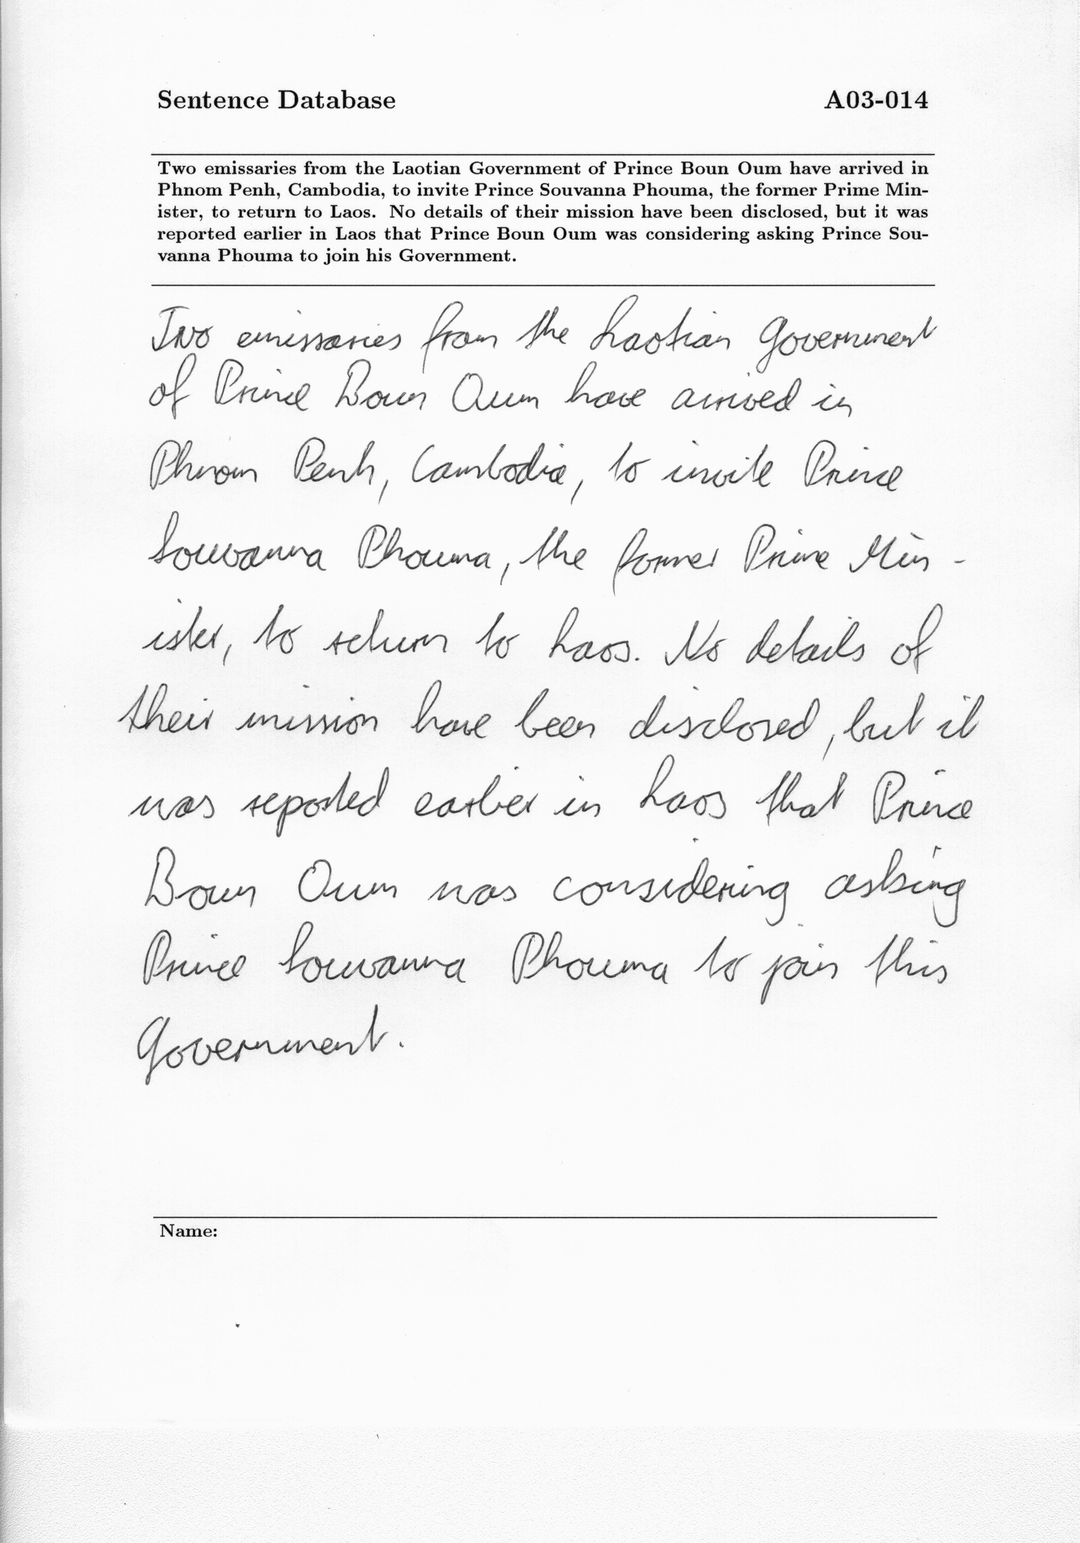 Sentence Database A03-014
Two emissaries from the Laotian Government of Prince Boun Oum have arrived in
Phnom Penh, Cambodia, to invite Prince Souvanna Phouma, the former Prime Min-
ister, to return to Laos. No details of their mission have been disclosed, but it was
reported earlier in Laos that Prince Boun Oum was considering asking Prince Sou-
vanna Phouma to join his Government.
Two emissaries from the Laotian Government
of Prince Boun Oum have arrived in
Phnom Penh, Cambodia, to invite Prince
Souvanna Phouma, the former Prime Min-
ister, to return to Laos. No details of
their mission have been disclosed, but it
was reported earlier in Laos that Prince
Boun Oum was considering asking
Prince Souvanna Phouma to join this
Government.
Name: